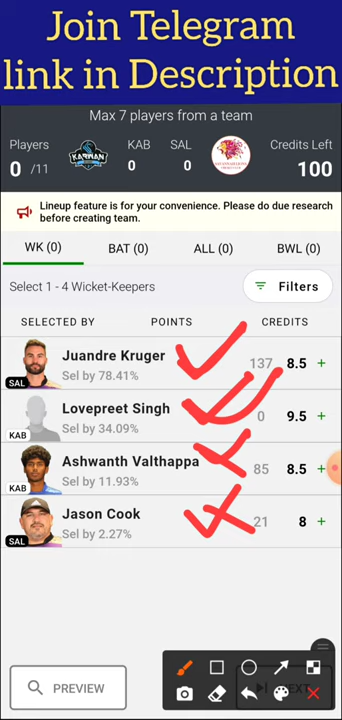 Join Telegram
link in Description
Max 7 players from a team
Players KAB SAL Credits Left
0 /11 KARWAN 0 0 100
Lineup feature is for your convenience. Please do due research
before creating team.
WK (0) BAT (0) ALL (0) BWL (0)
Select 1 - 4 Wicket-Keepers Filters
SELECTED BY POINTS CREDITS
Juandre Kruger 137 8.5 +
SAL Sel by 78.41%
Lovepreet Singh 0 9.5 +
KAB Sel by 34.09%
Ashwanth Valthappa 85 8.5 +
KAB Sel by 11.93%
Jason Cook 21 8 +
SAL Sel by 2.27%
PREVIEW NEXT